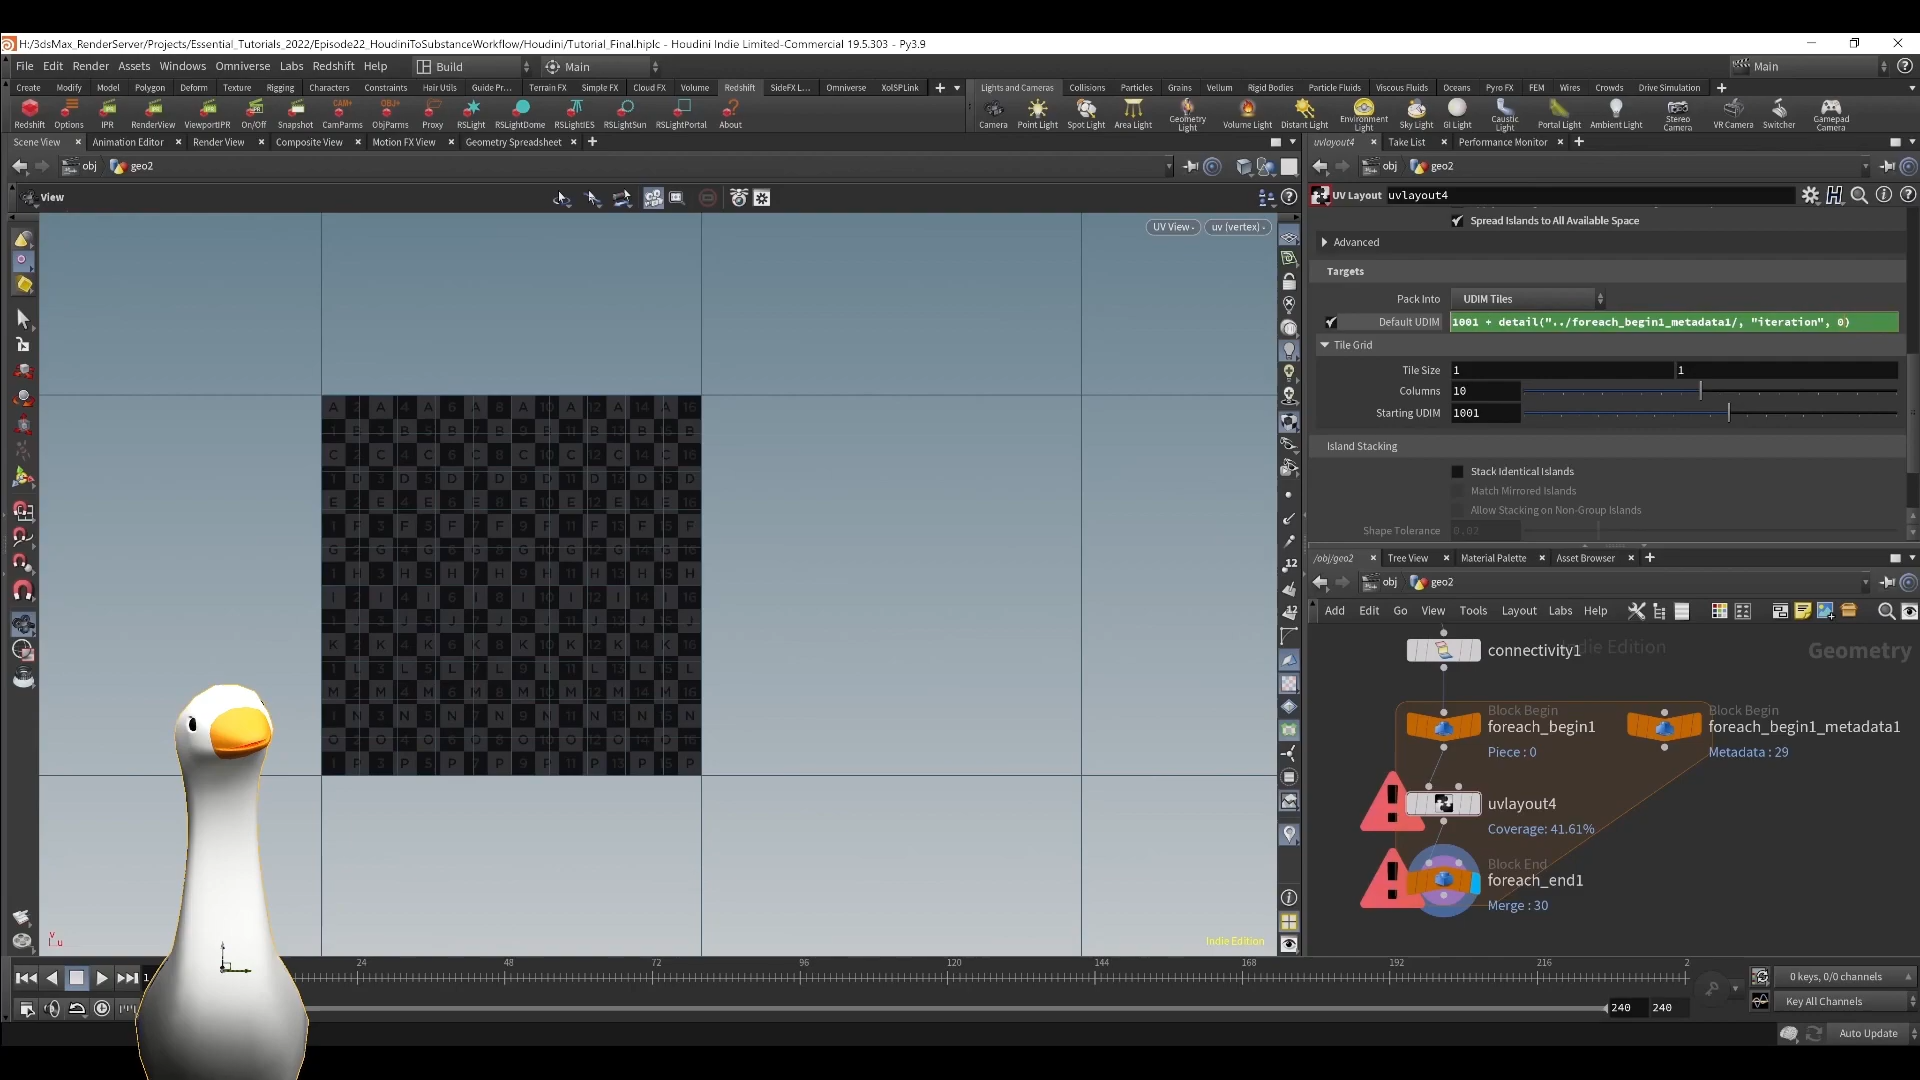 H:/3dsMax_RenderServer/Projects/Essential_Tutorials_2022/Episode22_HoudiniToSubstanceWorkflow/Houdini/Tutorial_Final.hiplc - Houdini Indie Limited-Commercial 19.5.303 - Py3.9
File Edit Render Assets Windows Omniverse Labs Redshift Help Build Main Main
Create Modify Model Polygon Deform Texture Rigging Characters Constraints Hair Utils Guide Pr... Terrain FX Simple FX Cloud FX Volume Redshift SideFX L... Omniverse XolSPLink
Lights and Cameras Collisions Particles Grains Vellum Rigid Bodies Particle Fluids Viscous Fluids Oceans Pyro FX FEM Wires Crowds Drive Simulation
Redshift Options IPR RenderView ViewportIPR On/Off Snapshot CamParms ObjParms Proxy RSLight RSLightDome RSLightIES RSLightSun RSLightPortal About
Camera Point Light Spot Light Area Light Geometry Light Volume Light Distant Light Environment Light Sky Light GI Light Caustic Light Portal Light Ambient Light Stereo Camera VR Camera Switcher Gamepad Camera
Scene View Animation Editor Render View Composite View Motion FX View Geometry Spreadsheet
uvlayout4 Take List Performance Monitor
obj geo2
obj geo2
View
UV Layout uvlayout4
UV View uv (vertex)
Spread Islands to All Available Space
Advanced
Targets
Pack Into UDIM Tiles
Default UDIM 1001 + detail("../foreach_begin1_metadata1/, "iteration", 0)
Tile Grid
Tile Size 1 1
Columns 10
Starting UDIM 1001
Island Stacking
Stack Identical Islands
Match Mirrored Islands
Allow Stacking on Non-Group Islands
Shape Tolerance 0.02
/obj/geo2 Tree View Material Palette Asset Browser
obj geo2
Add Edit Go View Tools Layout Labs Help
connectivity1
Indie Edition
Geometry
Block Begin
foreach_begin1
Piece : 0
Block Begin
foreach_begin1_metadata1
Metadata : 29
uvlayout4
Coverage: 41.61%
Block End
foreach_end1
Merge : 30
Indie Edition
v
u
1 24 48 72 96 120 144 168 192 216 2
0 keys, 0/0 channels
240 240 Key All Channels
Auto Update